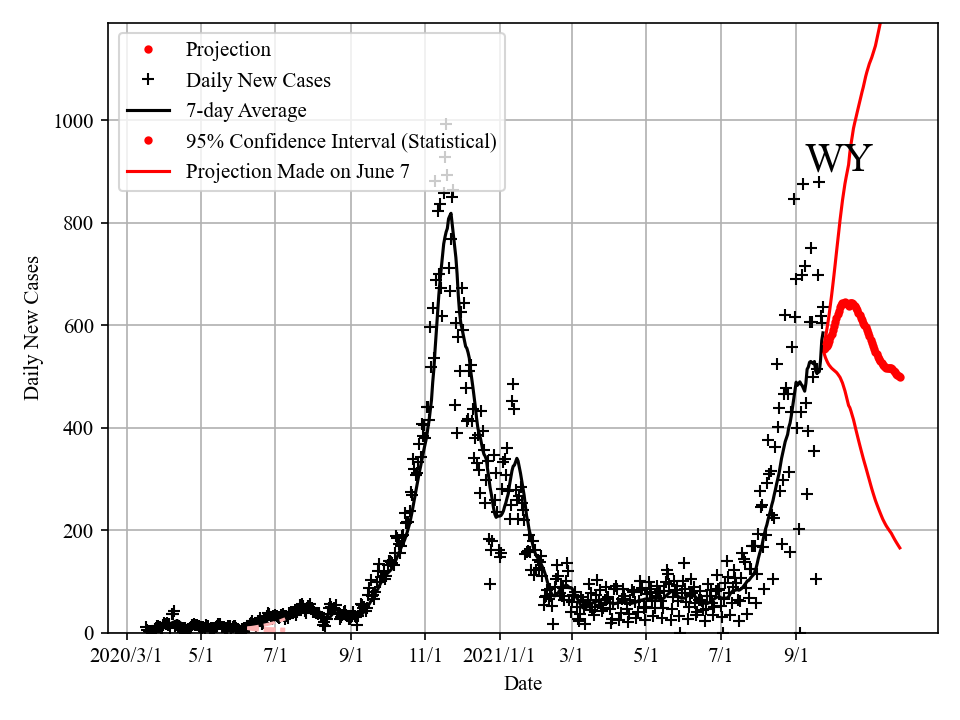 Projection
Daily New Cases
7-day Average
95% Confidence Interval (Statistical)
Projection Made on June 7
WY
1000
800
600
400
200
0
Daily New Cases
2020/3/1 5/1 7/1 9/1 11/1 2021/1/1 3/1 5/1 7/1 9/1
Date